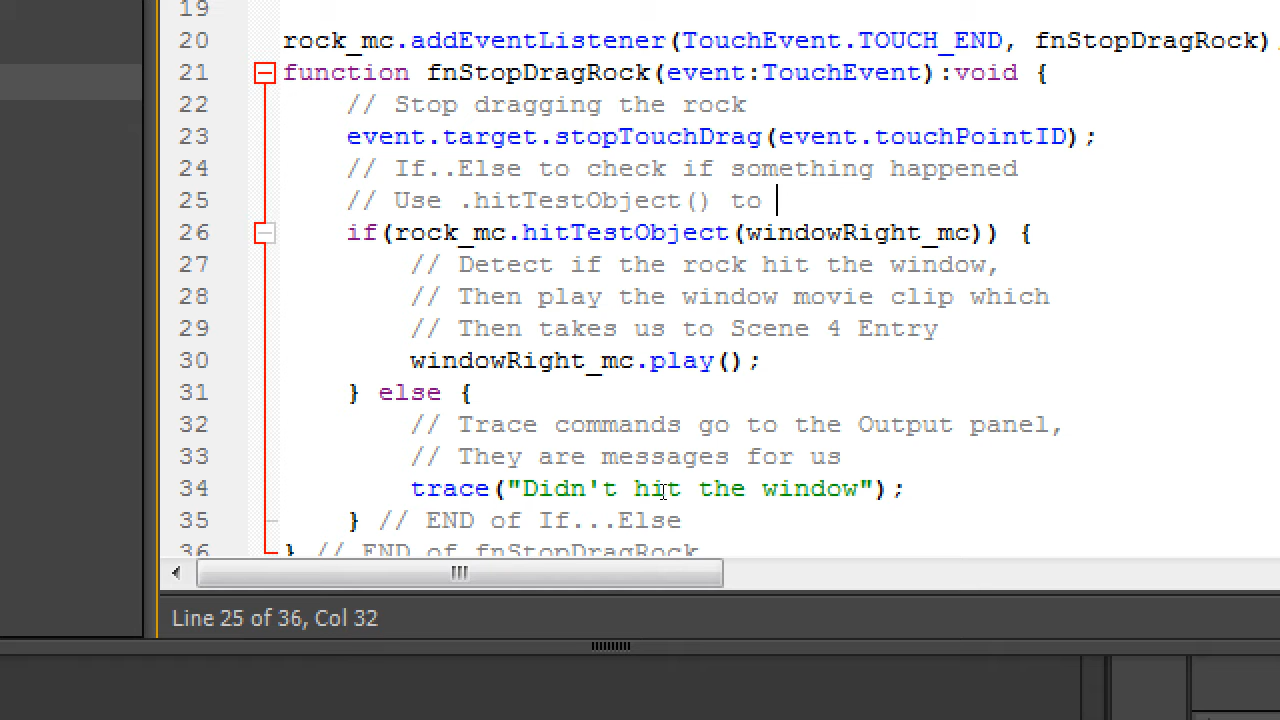 19
20 rock_mc.addEventListener(TouchEvent.TOUCH_END, fnStopDragRock)
21 function fnStopDragRock(event:TouchEvent):void {
22 // Stop dragging the rock
23 event.target.stopTouchDrag(event.touchPointID);
24 // If..Else to check if something happened
25 // Use .hitTestObject() to
26 if(rock_mc.hitTestObject(windowRight_mc)) {
27 // Detect if the rock hit the window,
28 // Then play the window movie clip which
29 // Then takes us to Scene 4 Entry
30 windowRight_mc.play();
31 } else {
32 // Trace commands go to the Output panel,
33 // They are messages for us
34 trace("Didn't hit the window");
35 } // END of If...Else
36 } // END of fnStopDragRock
Line 25 of 36, Col 32